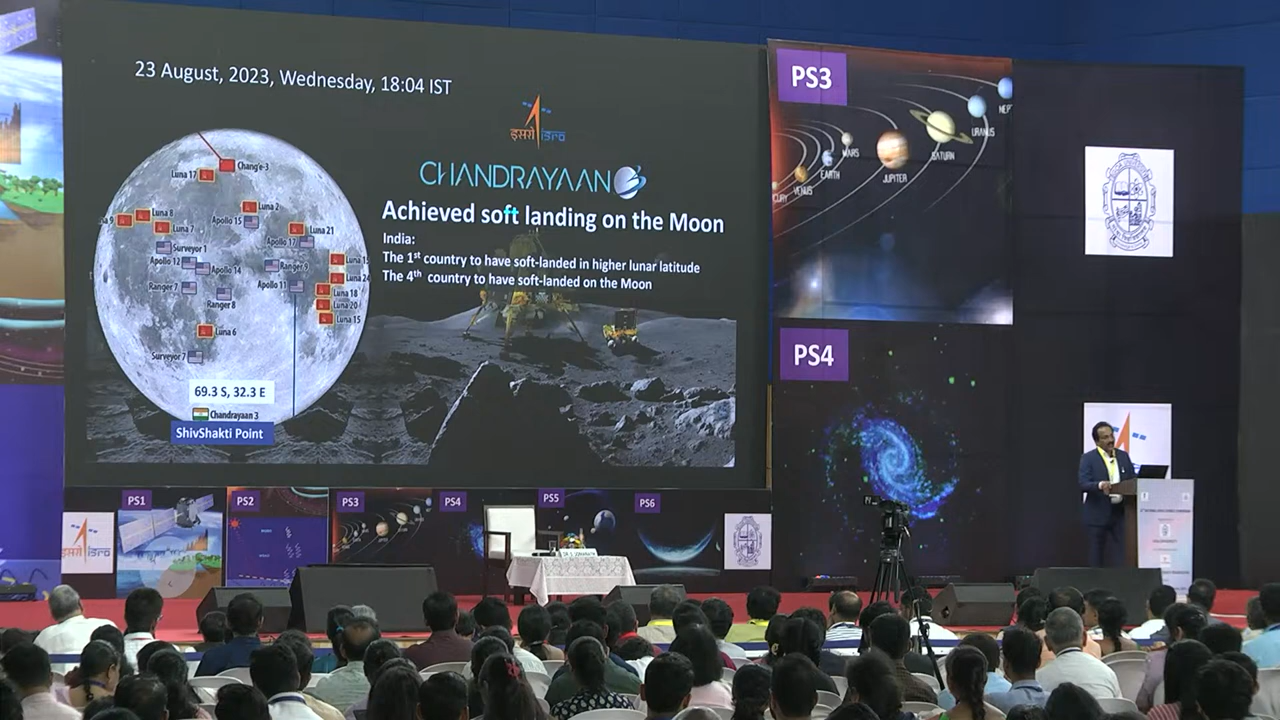 23 August, 2023, Wednesday, 18:04 IST
इसरो isro
CHANDRAYAAN
Achieved soft landing on the Moon
India:
The 1st country to have soft-landed in higher lunar latitude
The 4th country to have soft-landed on the Moon
Chang'e-3
Luna 17
Luna 2
Luna 8
Apollo 15
Luna 7
Luna 21
Apollo 17
Surveyor 1
Apollo 12
Apollo 14
Ranger 9
Ranger 7
Apollo 11
Luna 24
Ranger 8
Luna 18
Luna 20
Luna 15
Luna 6
Surveyor 7
69.3 S, 32.3 E
Chandrayaan 3
ShivShakti Point
PS3
MARS
EARTH
VENUS
JUPITER
SATURN
URANUS
PS4
PS1
PS2
PS3
PS4
PS5
PS6
इसरो isro